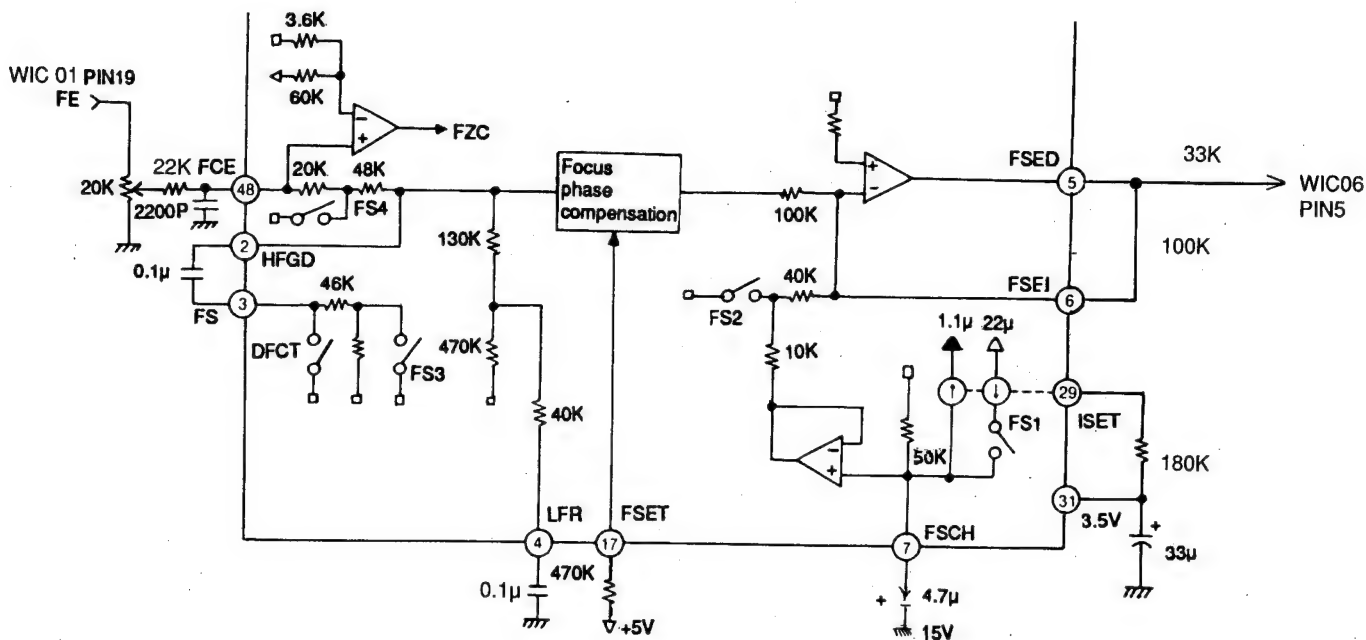 3.6K
WIC 01 PIN19
FE
60K
FZC
22K
FCE
20K
48K
20K
48
FS4
2200P
Focus
phase
compensation
100K
FSED
5
33K
WIC06
PIN5
2
HFGD
130K
100K
0.1µ
46K
40K
FSEI
6
3
FS
FS2
1.1µ
22µ
DFCT
FS3
470K
10K
29
ISET
40K
FS1
50K
180K
31
3.5V
LFR
FSET
FSCH
4
17
7
+
33µ
470K
0.1µ
+5V
+
4.7µ
15V